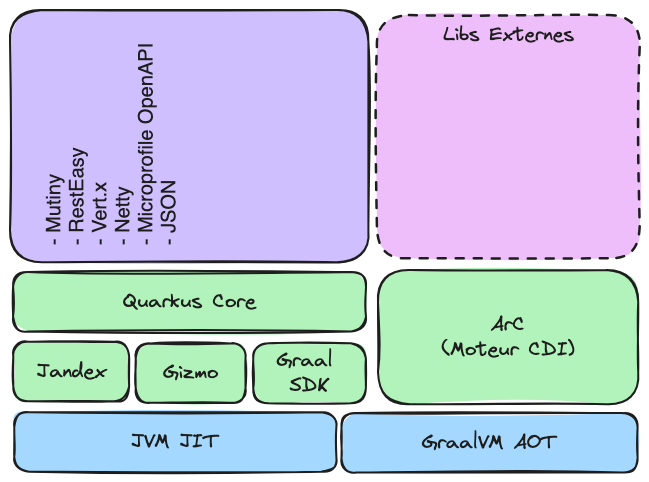 - Mutiny
- RestEasy
- Vert.x
- Netty
- Microprofile OpenAPI
- JSON
Libs Externes
Quarkus Core
ArC
(Moteur CDI)
Jandex
Gizmo
Graal
SDK
JVM JIT
GraalVM AOT